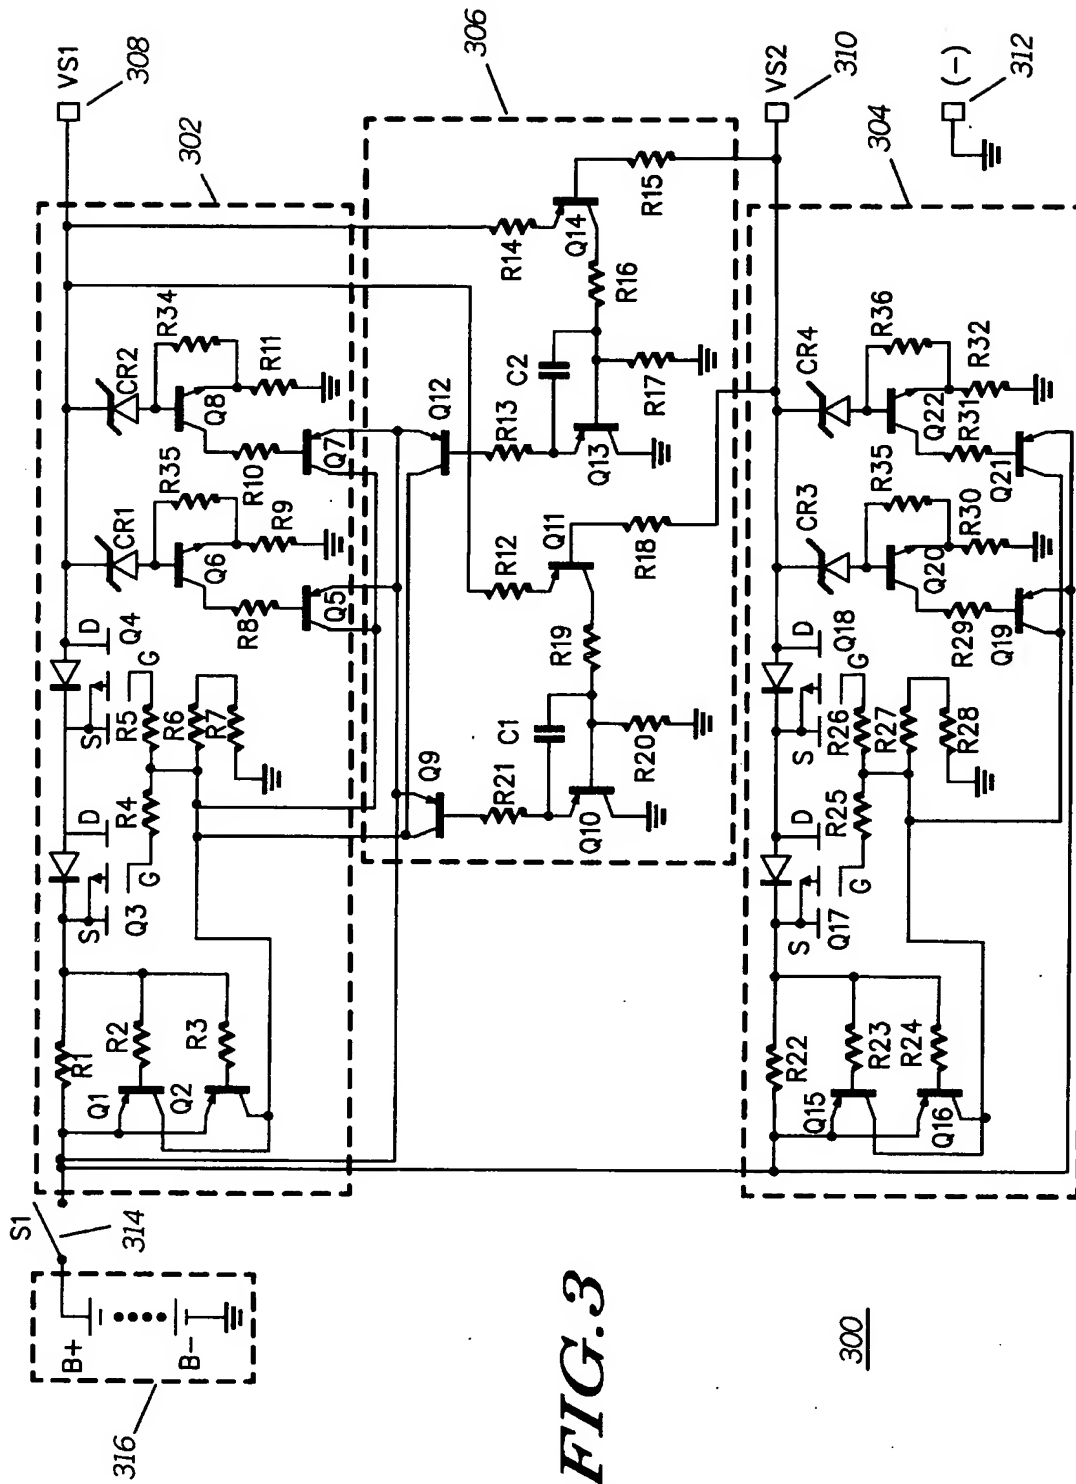 VS1
308
302
306
VS2
310
(-)
312
304
R34
CR2
Q8
R11
R10
Q7
R35
CR1
Q6
R9
R8
Q5
D
Q4
G
S
R5
R6
R7
R4
D
G
S
Q3
R1
R2
R3
Q1
Q2
S1
314
B+
B-
316
R14
Q14
R15
R16
C2
Q12
R13
R17
Q13
R12
Q11
R18
R19
C1
Q9
R21
R20
Q10
CR4
R36
Q22
R32
R31
Q21
CR3
R35
Q20
R30
R29
Q19
D
Q18
G
S
R26
R27
R28
R25
D
G
S
Q17
R22
R23
R24
Q15
Q16
FIG.3
300